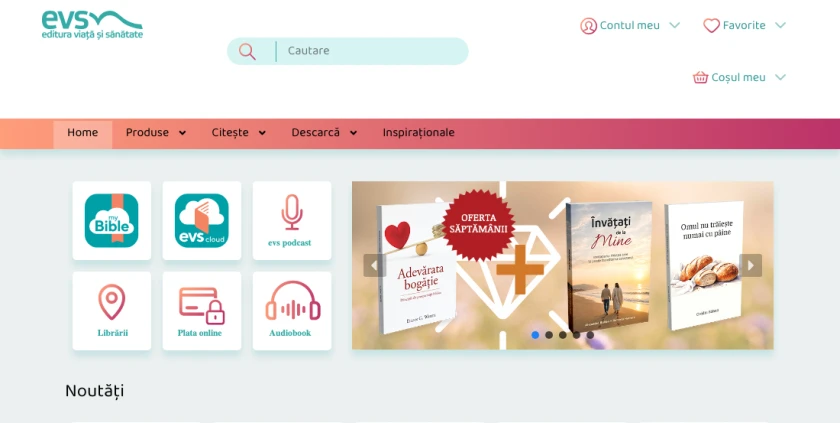 evs
editura viață și sănătate
Cautare
Contul meu
Favorite
Coșul meu
Home
Produse
Citește
Descarcă
Inspiraționale
my
Bible
evs cloud
evs podcast
Librării
Plata online
Audiobook
OFERTA
SĂPTĂMÂNII
Adevărata
bogăție
Ellen G. White
Învățați
de la
Mine
Omul nu trăiește
numai cu pâine
Noutăți